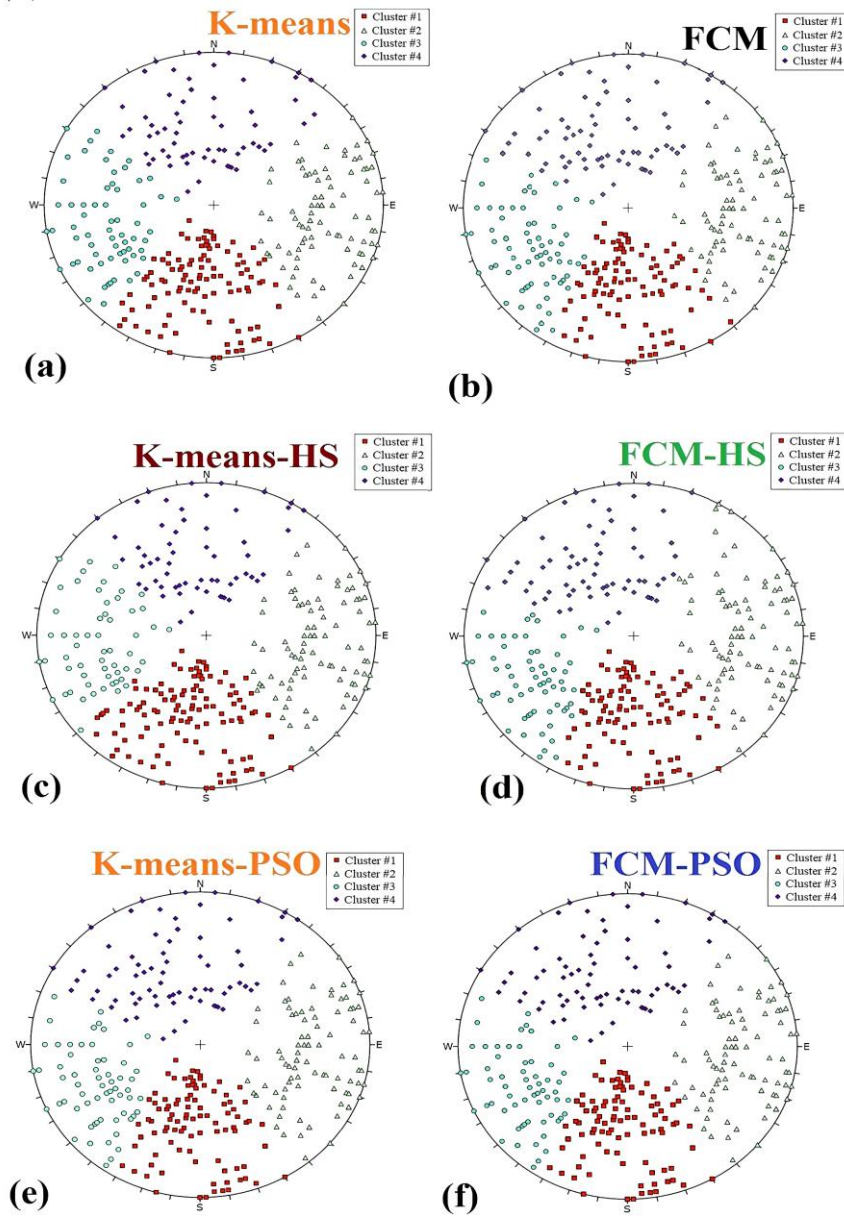 K-means
Cluster #1
Cluster #2
Cluster #3
Cluster #4
N
W
E
S
(a)
FCM
Cluster #1
Cluster #2
Cluster #3
Cluster #4
N
W
E
S
(b)
K-means-HS
Cluster #1
Cluster #2
Cluster #3
Cluster #4
N
W
E
S
(c)
FCM-HS
Cluster #1
Cluster #2
Cluster #3
Cluster #4
N
W
E
S
(d)
K-means-PSO
Cluster #1
Cluster #2
Cluster #3
Cluster #4
N
W
E
S
(e)
FCM-PSO
Cluster #1
Cluster #2
Cluster #3
Cluster #4
N
W
E
S
(f)